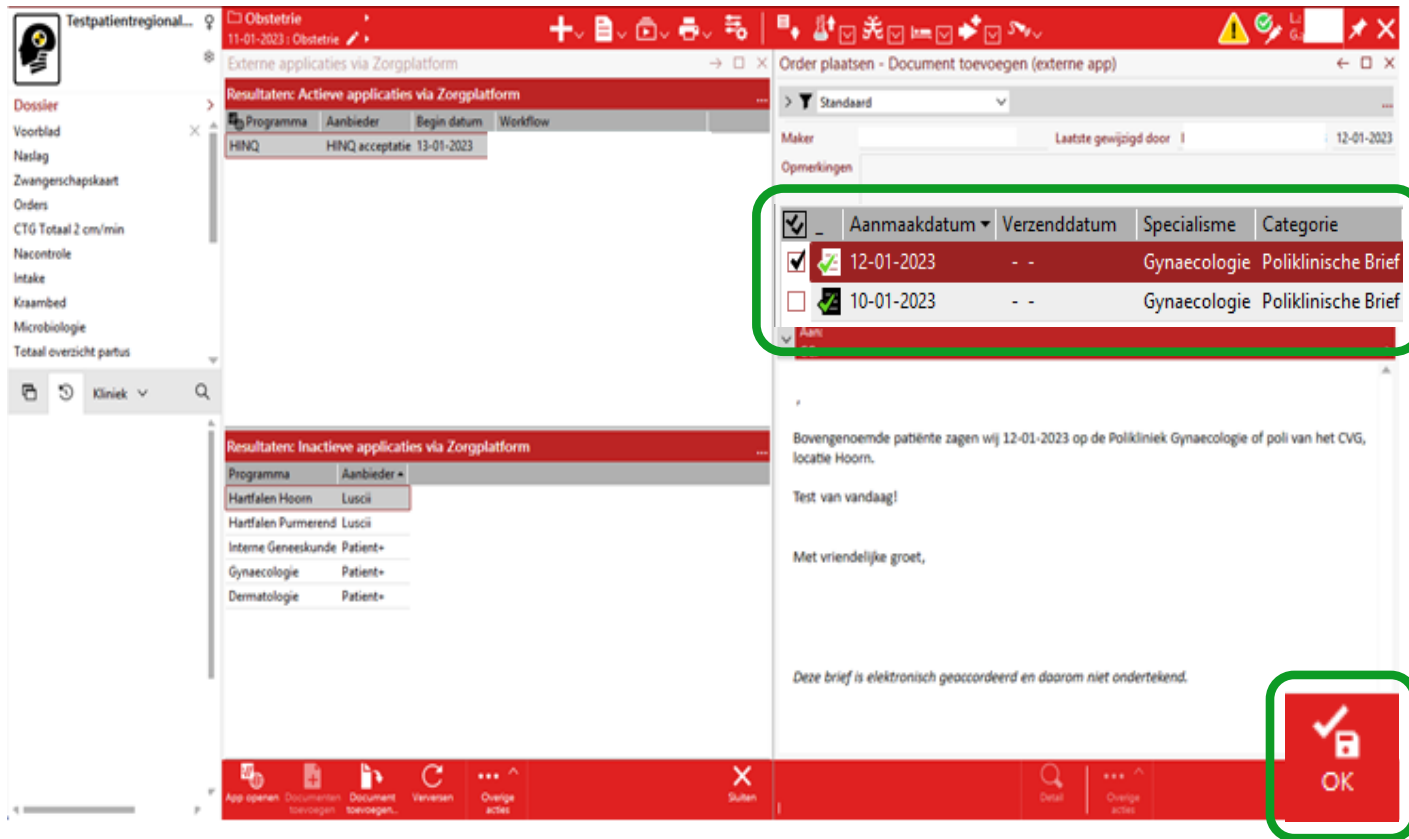 Testpatientregional...
Dossier
Voorblad
Naslag
Zwangerschapskaart
Orders
CTG Totaal 2 cm/min
Nacontrole
Intake
Kraambed
Microbiologie
Totaal overzicht partus
Kliniek
Obstetrie
11-01-2023 : Obstetrie
Externe applicaties via Zorgplatform
Resultaten: Actieve applicaties via Zorgplatform ...
Programma Aanbieder Begin datum Workflow
HINQ HINQ acceptatie 13-01-2023
Resultaten: Inactieve applicaties via Zorgplatform ...
Programma Aanbieder
Hartfalen Hoorn Luscii
Hartfalen Purmerend Luscii
Interne Geneeskunde Patient+
Gynaecologie Patient+
Dermatologie Patient+
App openen
Documenten toevoegen
Document toevoegen..
Verversen
Overige acties
Sluiten
Order plaatsen - Document toevoegen (externe app)
Standaard ...
Maker Laatste gewijzigd door 12-01-2023
Opmerkingen
Aanmaakdatum Verzenddatum Specialisme Categorie
12-01-2023 - - Gynaecologie Poliklinische Brief
10-01-2023 - - Gynaecologie Poliklinische Brief
Aan:
,
Bovengenoemde patiënte zagen wij 12-01-2023 op de Polikliniek Gynaecologie of poli van het CVG,
locatie Hoorn.
Test van vandaag!
Met vriendelijke groet,
Deze brief is elektronisch geaccordeerd en daarom niet ondertekend.
Detail
Overige acties
OK